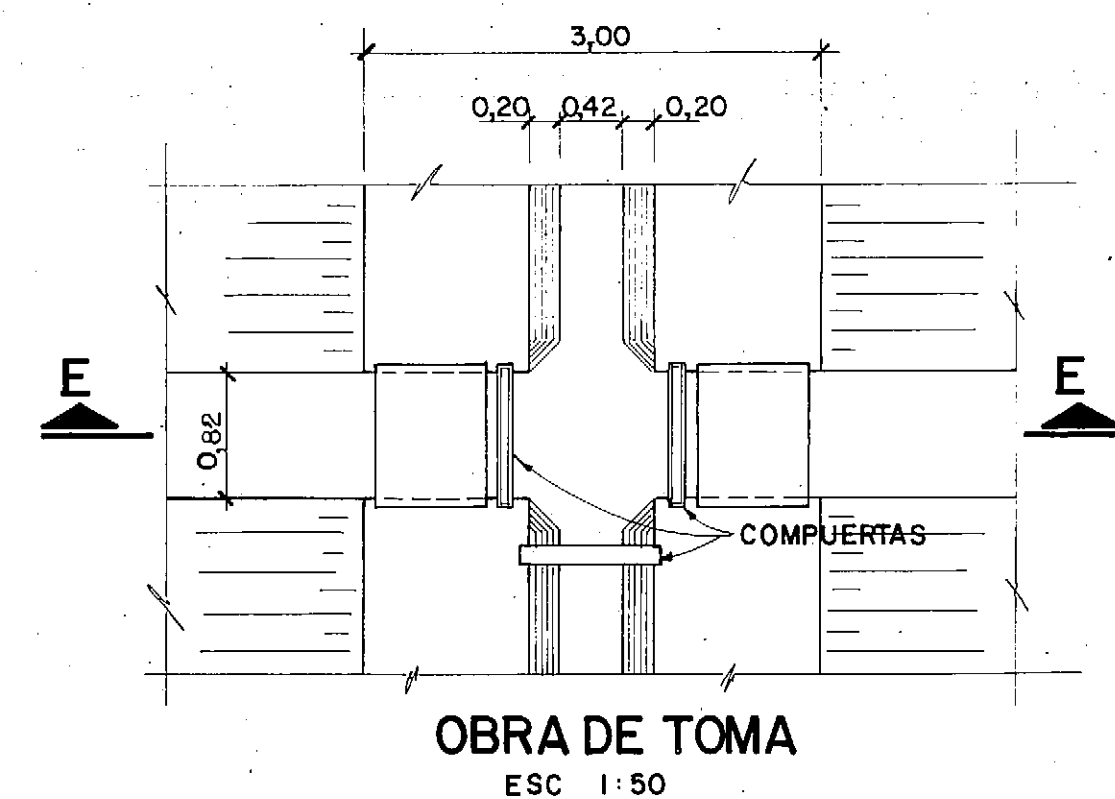 3,00
0,20 0,42 0,20
E
E
0,82
COMPUERTAS
OBRA DE TOMA
ESC 1:50